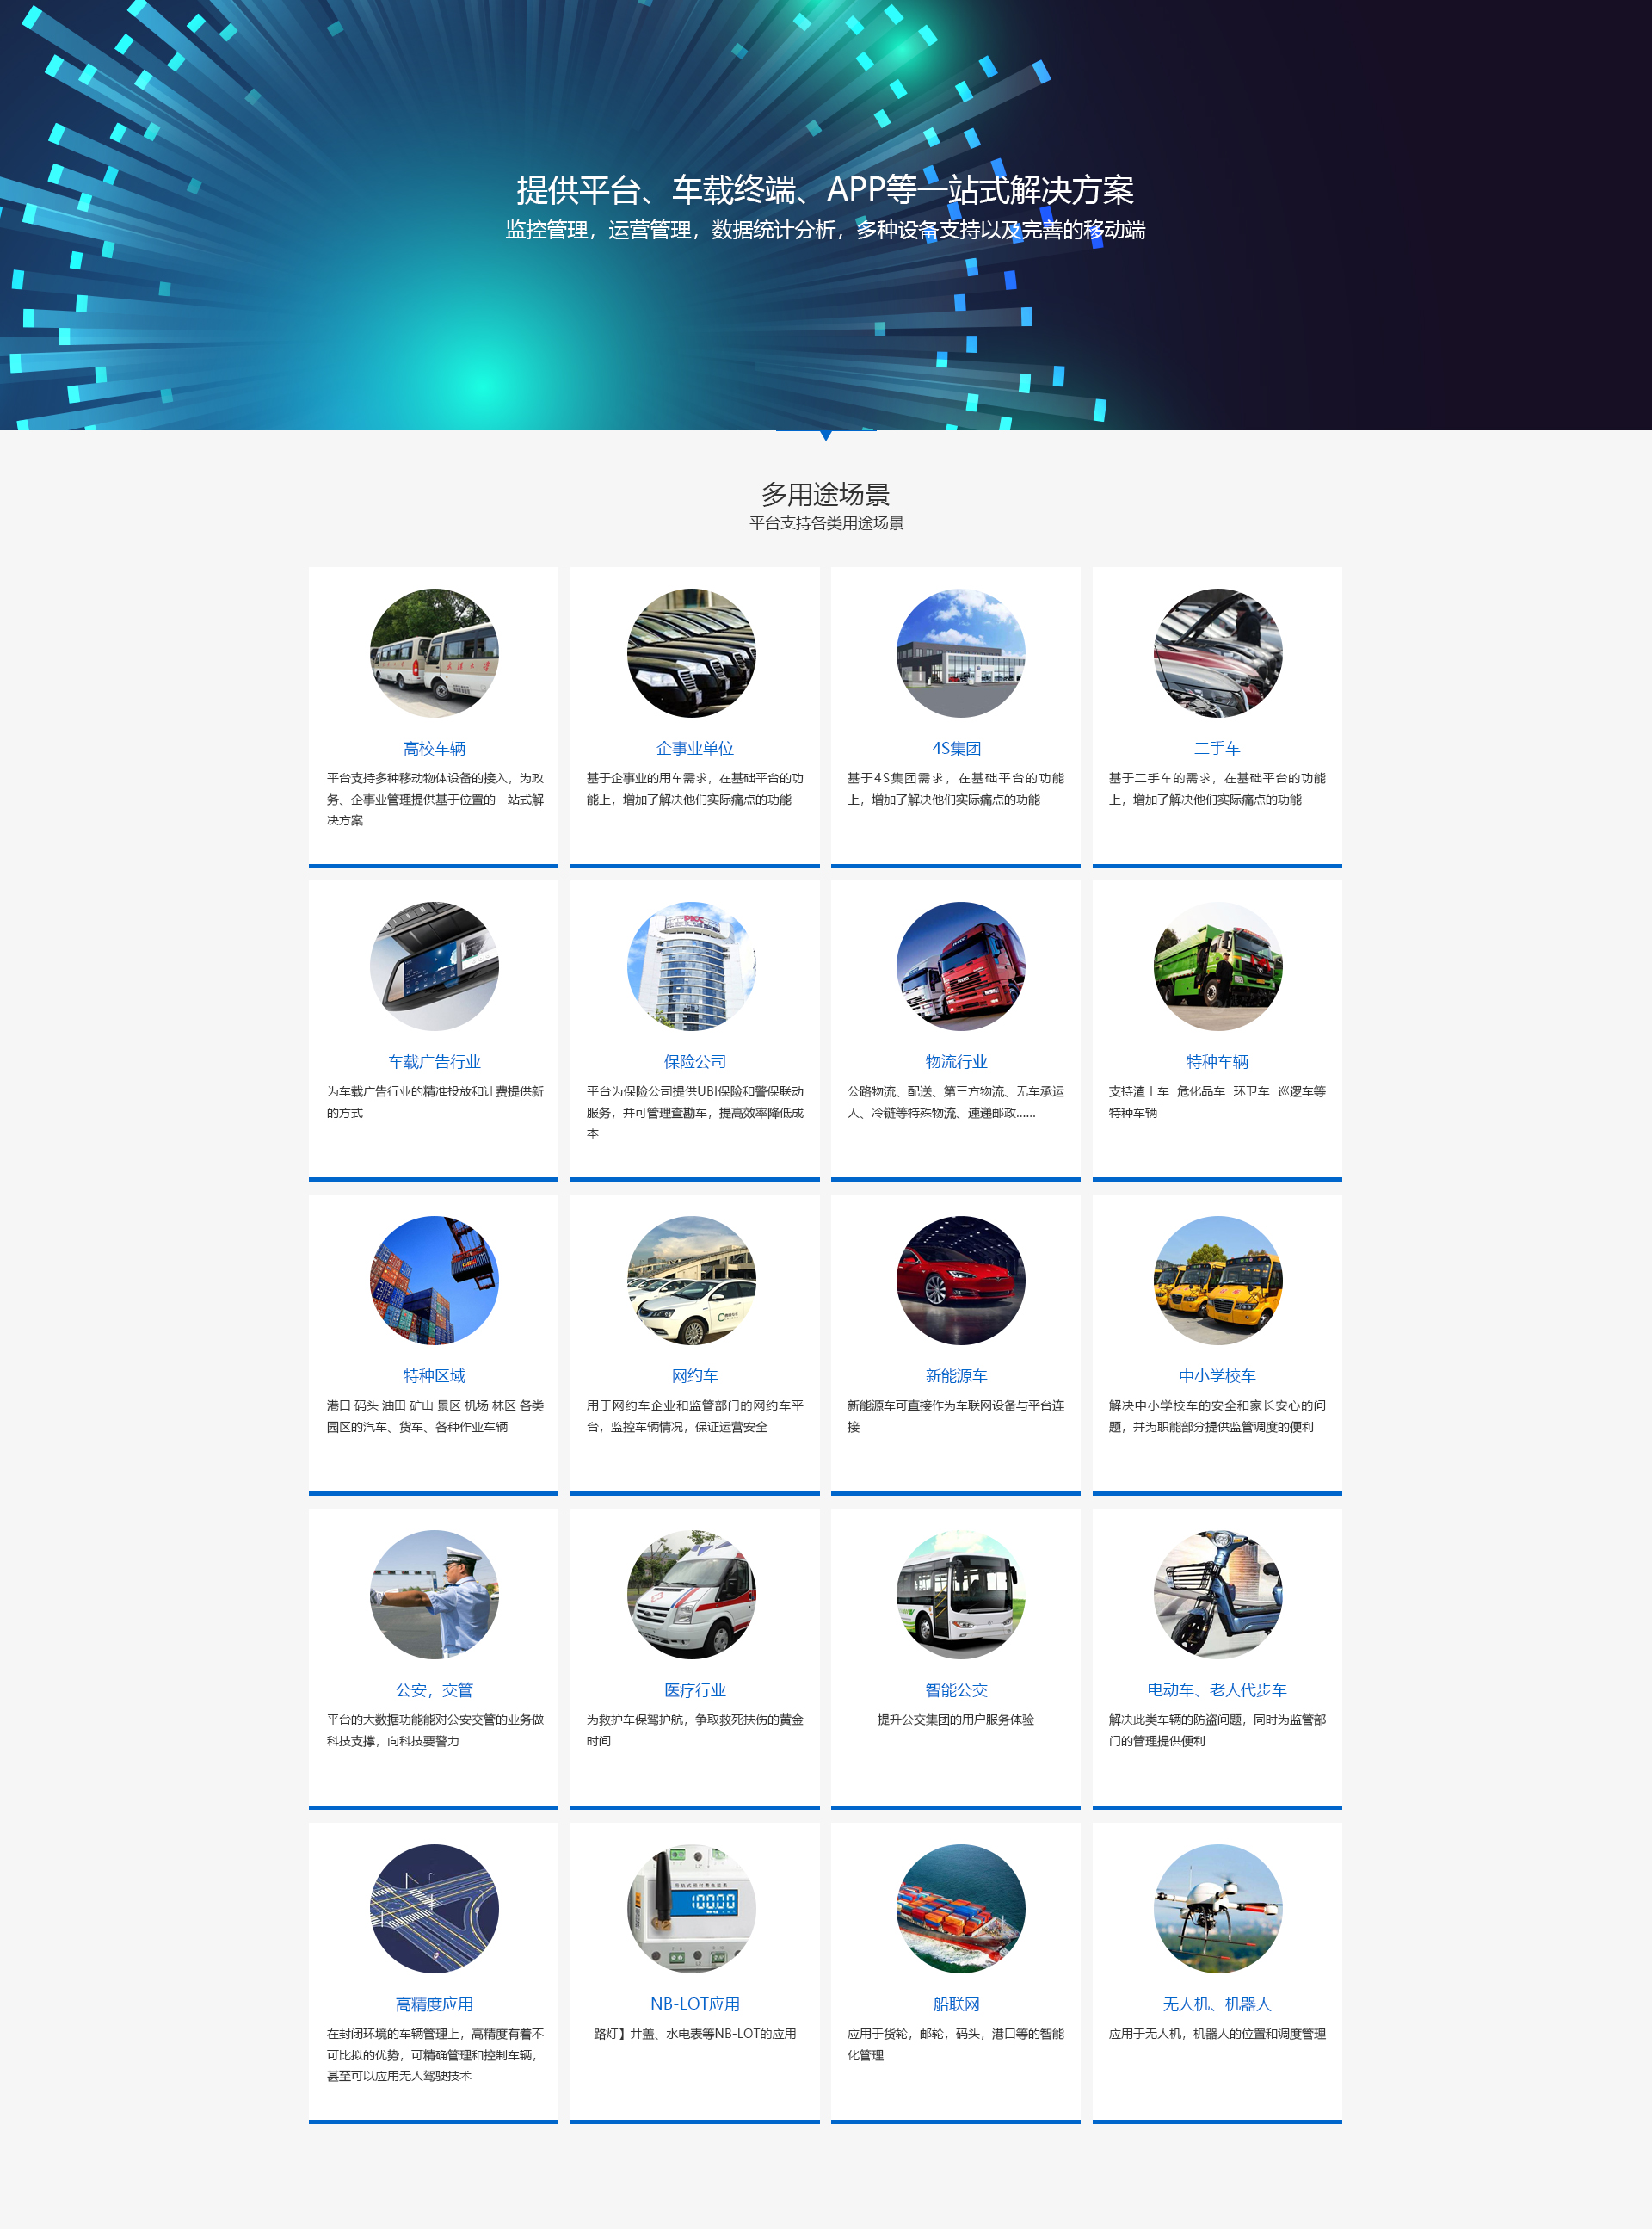 提供平台、车载终端、APP等一站式解决方案
监控管理，运营管理，数据统计分析，多种设备支持以及完善的移动端
多用途场景
平台支持各类用途场景
高校车辆
平台支持多种移动物体设备的接入，为政
务、企事业管理提供基于位置的一站式解
决方案
企事业单位
基于企事业的用车需求，在基础平台的功
能上，增加了解决他们实际痛点的功能
4S集团
基于4S集团需求，在基础平台的功能
上，增加了解决他们实际痛点的功能
二手车
基于二手车的需求，在基础平台的功能
上，增加了解决他们实际痛点的功能
车载广告行业
为车载广告行业的精准投放和计费提供新
的方式
PICC
保险公司
平台为保险公司提供UBI保险和警保联动
服务，并可管理查勘车，提高效率降低成
本
物流行业
公路物流、配送、第三方物流、无车承运
人、冷链等特殊物流、速递邮政......
特种车辆
支持渣土车 危化品车 环卫车 巡逻车等
特种车辆
特种区域
港口 码头 油田 矿山 景区 机场 林区 各类
园区的汽车、货车、各种作业车辆
网约车
用于网约车企业和监管部门的网约车平
台，监控车辆情况，保证运营安全
新能源车
新能源车可直接作为车联网设备与平台连
接
中小学校车
解决中小学校车的安全和家长安心的问
题，并为职能部分提供监管调度的便利
公安，交管
平台的大数据功能能对公安交管的业务做
科技支撑，向科技要警力
医疗行业
为救护车保驾护航，争取救死扶伤的黄金
时间
智能公交
提升公交集团的用户服务体验
电动车、老人代步车
解决此类车辆的防盗问题，同时为监管部
门的管理提供便利
高精度应用
在封闭环境的车辆管理上，高精度有着不
可比拟的优势，可精确管理和控制车辆，
甚至可以应用无人驾驶技术
100.00
NB-LOT应用
路灯】井盖、水电表等NB-LOT的应用
船联网
应用于货轮，邮轮，码头，港口等的智能
化管理
无人机、机器人
应用于无人机，机器人的位置和调度管理